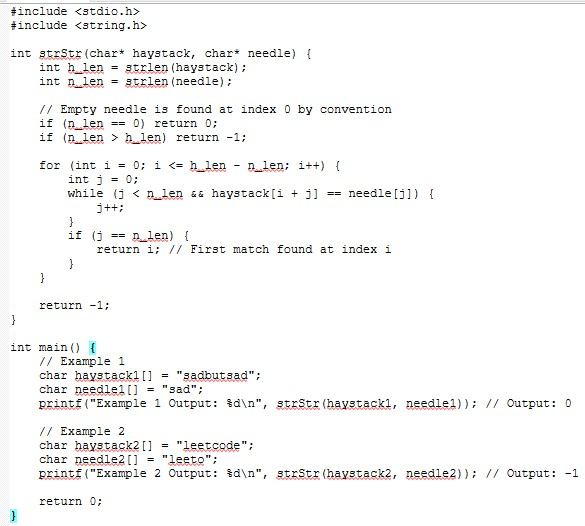 #include <stdio.h>
#include <string.h>

int strStr(char* haystack, char* needle) {
    int h_len = strlen(haystack);
    int n_len = strlen(needle);

    // Empty needle is found at index 0 by convention
    if (n_len == 0) return 0;
    if (n_len > h_len) return -1;

    for (int i = 0; i <= h_len - n_len; i++) {
        int j = 0;
        while (j < n_len && haystack[i + j] == needle[j]) {
            j++;
        }
        if (j == n_len) {
            return i; // First match found at index i
        }
    }

    return -1;
}

int main() {
    // Example 1
    char haystack1[] = "sadbutsad";
    char needle1[] = "sad";
    printf("Example 1 Output: %d\n", strStr(haystack1, needle1)); // Output: 0

    // Example 2
    char haystack2[] = "leetcode";
    char needle2[] = "leeto";
    printf("Example 2 Output: %d\n", strStr(haystack2, needle2)); // Output: -1

    return 0;
}